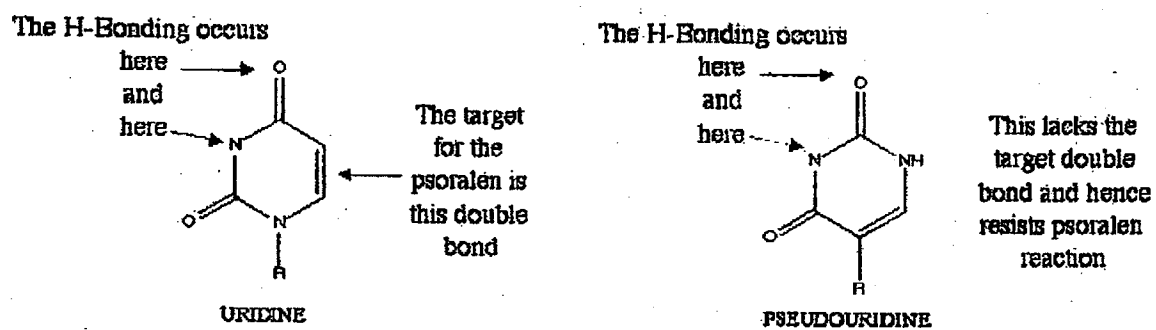 The H-Bonding occurs
here
and
here
O
N
O
N
R
The target
for the
psoralen is
this double
bond
URIDINE
The H-Bonding occurs
here
and
here
O
N
NH
O
R
This lacks the
target double
bond and hence
resists psoralen
reaction
PSEUDOURIDINE